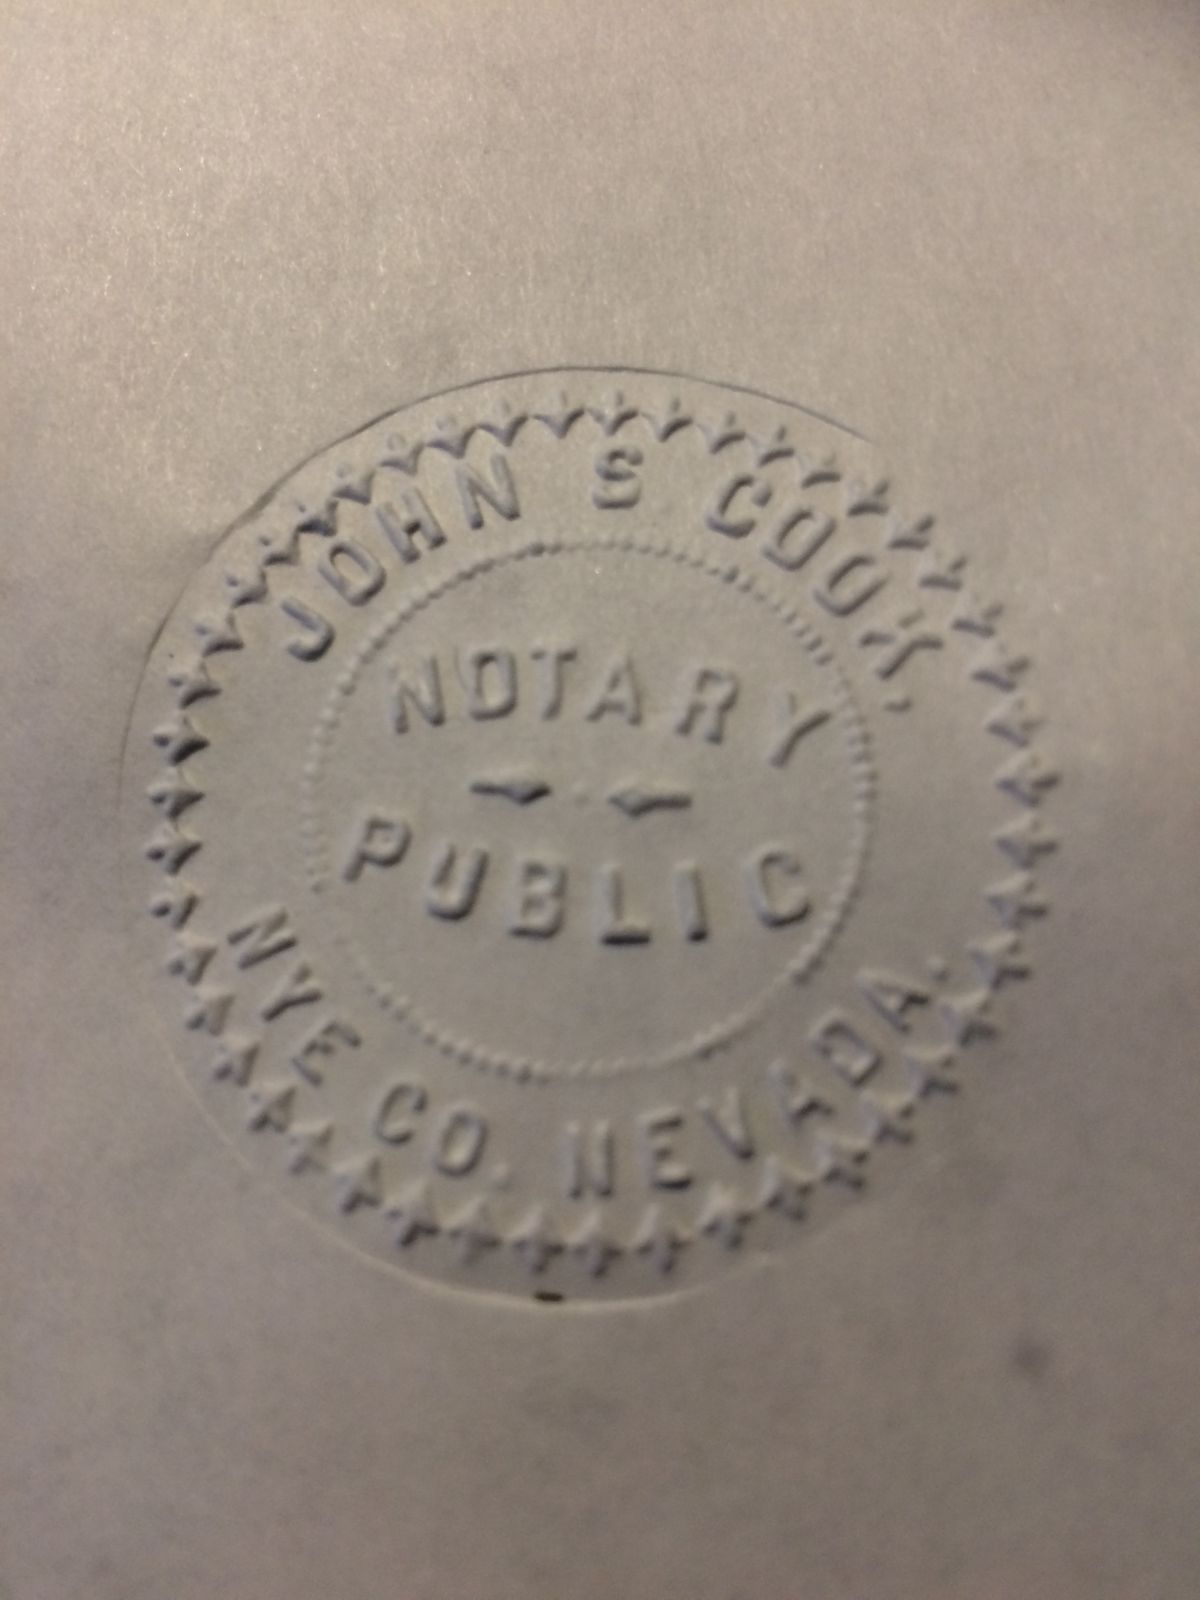 JOHN S COOK,
NOTARY
PUBLIC
NYE CO. NEVADA.